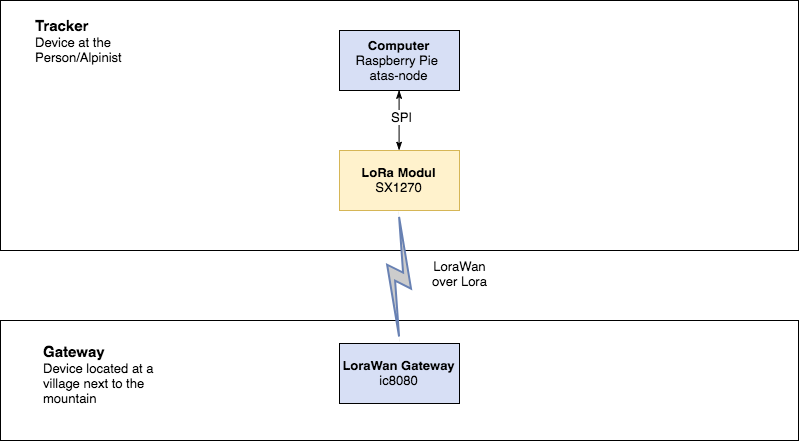 Tracker
Device at the
Person/Alpinist
Computer
Raspberry Pie
atas-node
SPI
LoRa Modul
SX1270
LoraWan
over Lora
Gateway
Device located at a
village next to the
mountain
LoraWan Gateway
ic8080